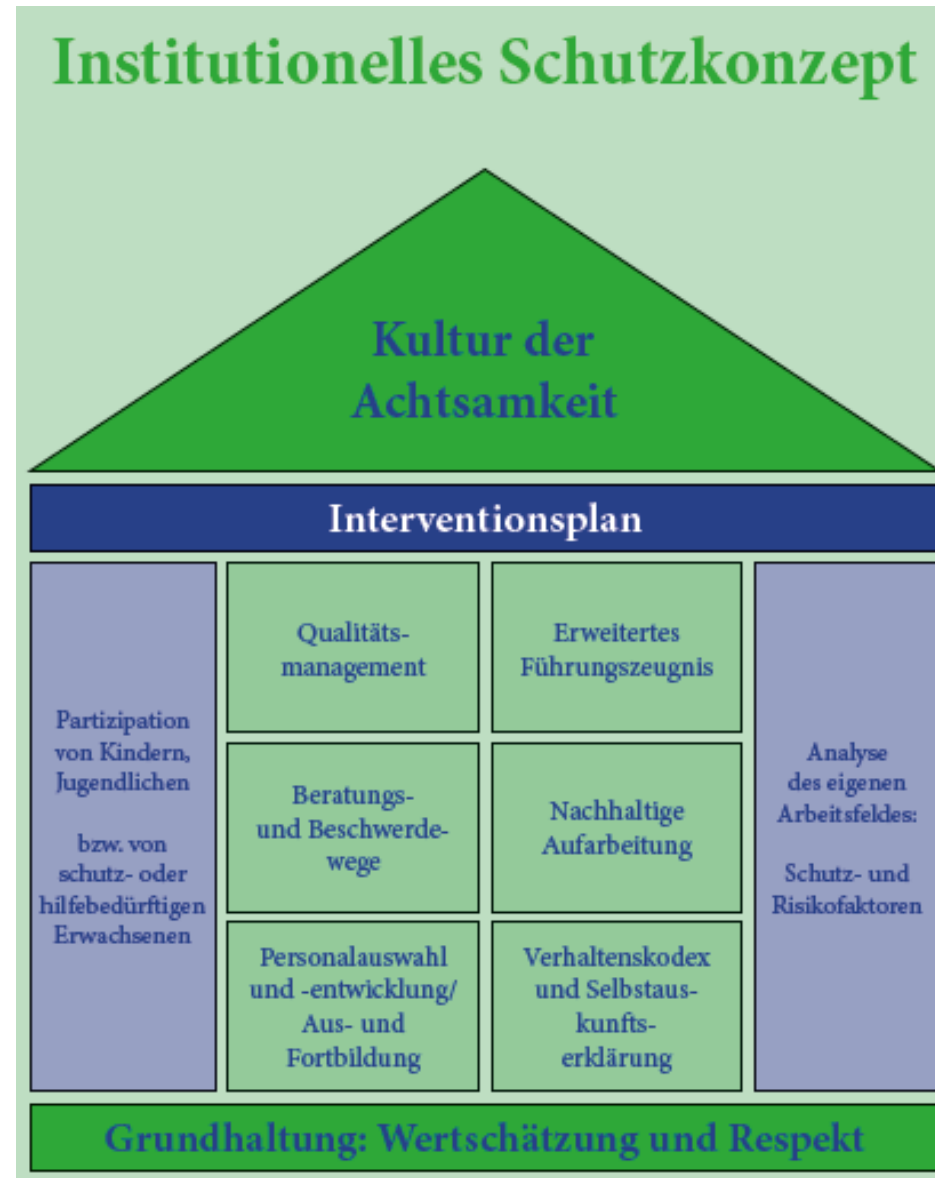 Institutionelles Schutzkonzept
Kultur der
Achtsamkeit
Interventionsplan
Partizipation
von Kindern,
Jugendlichen
bzw. von
schutz- oder
hilfebedürftigen
Erwachsenen
Qualitäts-
management
Erweitertes
Führungszeugnis
Beratungs-
und Beschwerde-
wege
Nachhaltige
Aufarbeitung
Personalauswahl
und -entwicklung/
Aus- und
Fortbildung
Verhaltenskodex
und Selbstaus-
kunfts-
erklärung
Analyse
des eigenen
Arbeitsfeldes:
Schutz- und
Risikofaktoren
Grundhaltung: Wertschätzung und Respekt